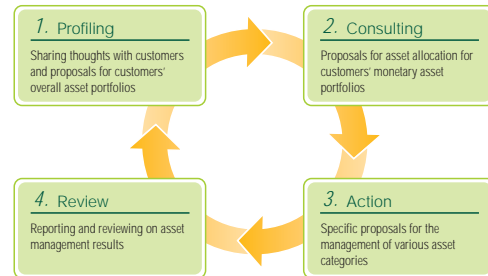 1. Profiling
Sharing thoughts with customers
and proposals for customers'
overall asset portfolios
2. Consulting
Proposals for asset allocation for
customers' monetary asset
portfolios
4. Review
Reporting and reviewing on asset
management results
3. Action
Specific proposals for the
management of various asset
categories